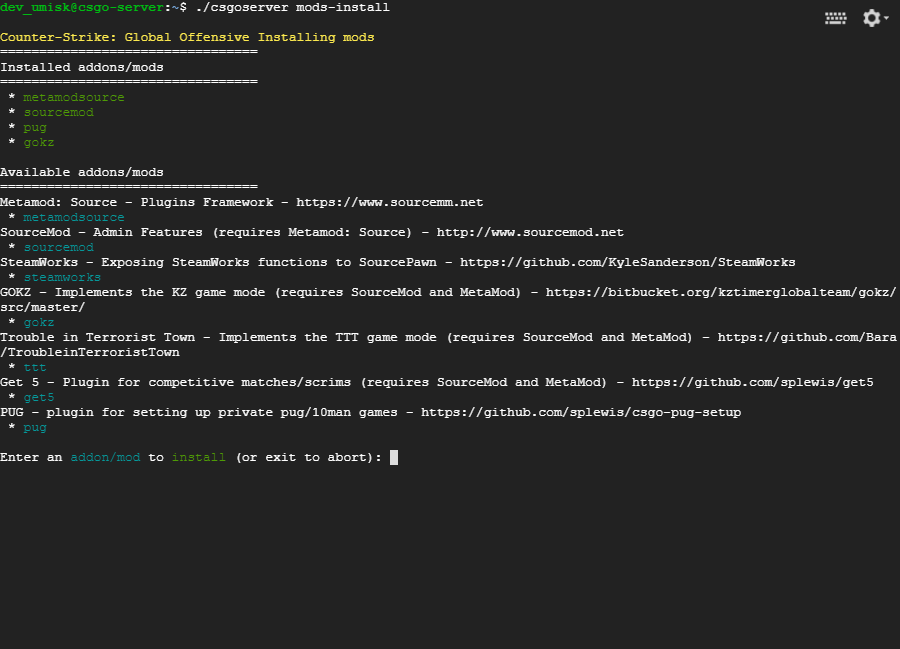 dev_umisk@csgo-server:~$ ./csgoserver mods-install
Counter-Strike: Global Offensive Installing mods
=================================
Installed addons/mods
=================================
* metamodsource
* sourcemod
* pug
* gokz
Available addons/mods
=================================
Metamod: Source - Plugins Framework - https://www.sourcemm.net
* metamodsource
SourceMod - Admin Features (requires Metamod: Source) - http://www.sourcemod.net
* sourcemod
SteamWorks - Exposing SteamWorks functions to SourcePawn - https://github.com/KyleSanderson/SteamWorks
* steamworks
GOKZ - Implements the KZ game mode (requires SourceMod and MetaMod) - https://bitbucket.org/kztimerglobalteam/gokz/
src/master/
* gokz
Trouble in Terrorist Town - Implements the TTT game mode (requires SourceMod and MetaMod) - https://github.com/Bara
/TroubleinTerroristTown
* ttt
Get 5 - Plugin for competitive matches/scrims (requires SourceMod and MetaMod) - https://github.com/splewis/get5
* get5
PUG - plugin for setting up private pug/10man games - https://github.com/splewis/csgo-pug-setup
* pug
Enter an addon/mod to install (or exit to abort):